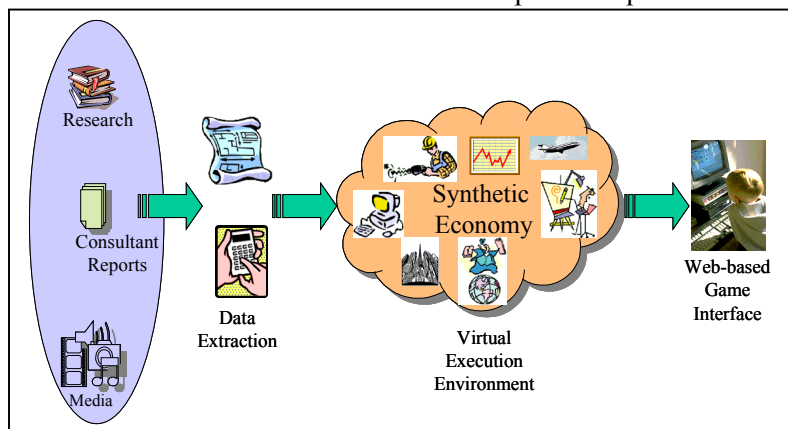 Research
Consultant
Reports
Media
Data
Extraction
Synthetic
Economy
Virtual
Execution
Environment
Web-based
Game
Interface